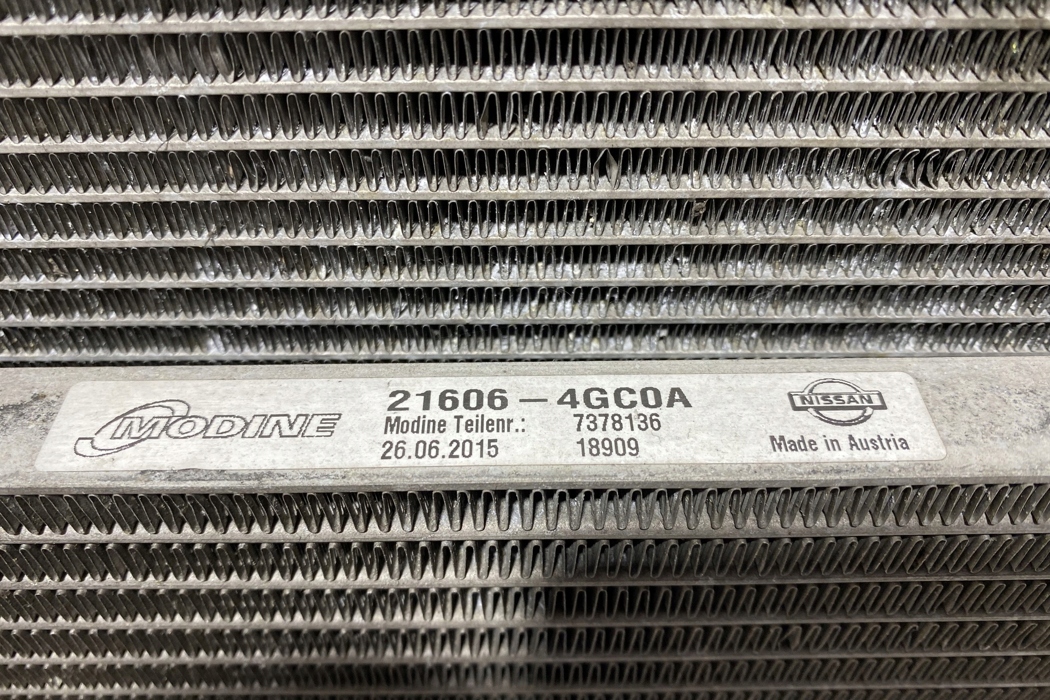 MODINE
21606 – 4GC0A
Modine Teilenr.: 7378136
26.06.2015 18909
NISSAN
Made in Austria